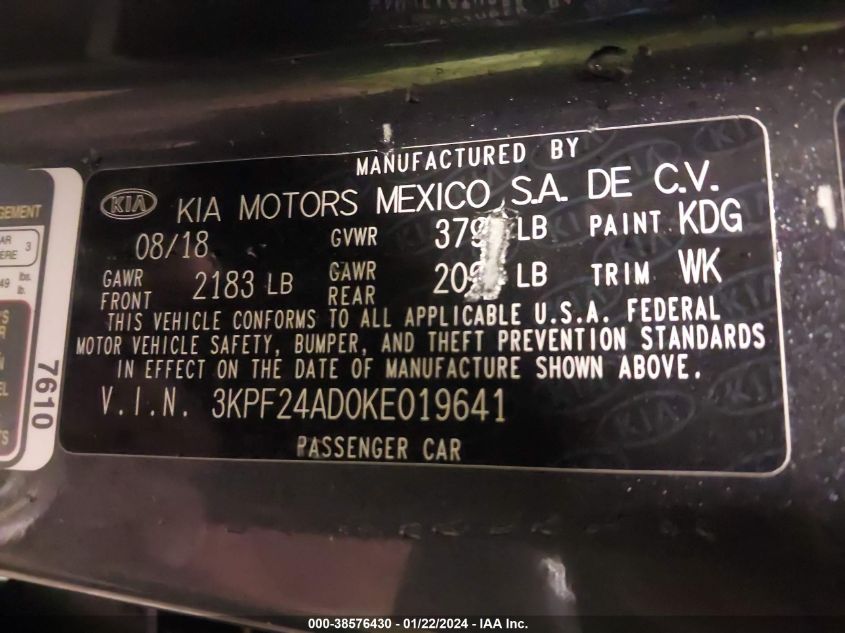 MANUFACTURED BY
KIA KIA MOTORS MEXICO, S.A. DE C.V.
08/18 GVWR LB PAINT KDG
GAWR FRONT 2183 LB GAWR REAR LB TRIM WK
THIS VEHICLE CONFORMS TO ALL APPLICABLE U.S.A. FEDERAL
MOTOR VEHICLE SAFETY, BUMPER, AND THEFT PREVENTION STANDARDS
IN EFFECT ON THE DATE OF MANUFACTURE SHOWN ABOVE.
V.I.N. 3KPF24AD0KE019641
PASSENGER CAR
7610
000-38576430 - 01/22/2024 - IAA Inc.